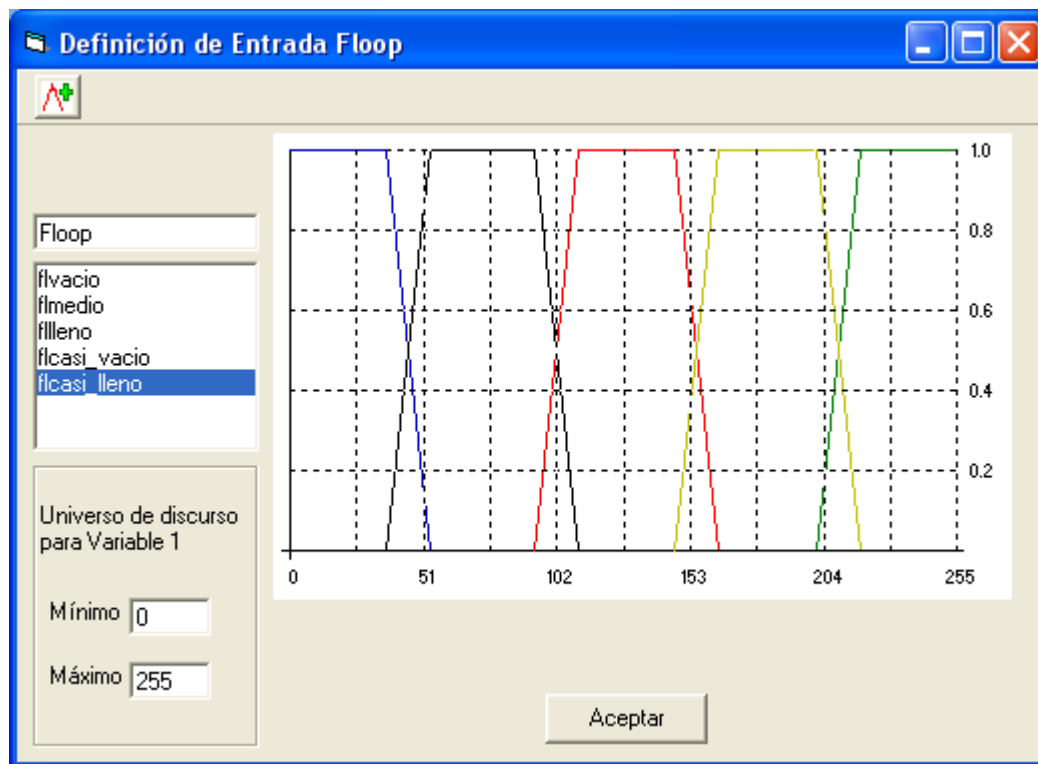 Definición de Entrada Floop
Floop
flvacio
flmedio
fllleno
flcasi_vacio
flcasi_lleno
Universo de discurso
para Variable 1
Mínimo 0
Máximo 255
1.0
0.8
0.6
0.4
0.2
0 51 102 153 204 255
Aceptar